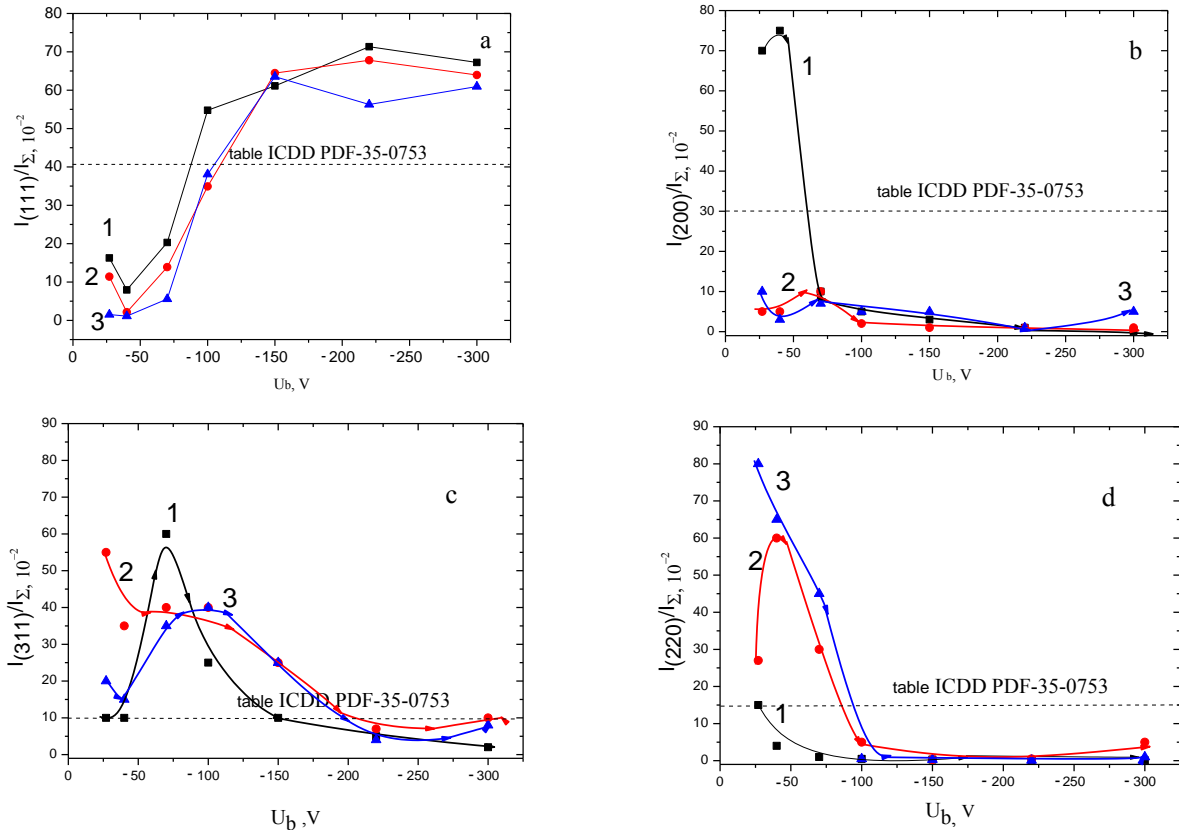 a
I(111)/IΣ, 10⁻²
80
70
60
50
40
30
20
10
0
table ICDD PDF-35-0753
1
2
3
0 - 50 - 100 - 150 - 200 - 250 - 300
Ub, V
b
I(200)/IΣ, 10⁻²
80
70
60
50
40
30
20
10
0
1
table ICDD PDF-35-0753
2
3
0 - 50 - 100 - 150 - 200 - 250 - 300
Ub, V
c
I(311)/IΣ, 10⁻²
90
80
70
60
50
40
30
20
10
0
1
2
3
table ICDD PDF-35-0753
0 -50 -100 -150 -200 -250 -300
Ub ,V
d
I(220)/IΣ, 10⁻²
90
80
70
60
50
40
30
20
10
0
3
2
table ICDD PDF-35-0753
1
0 -50 - 100 - 150 - 200 - 250 - 300
Ub, V